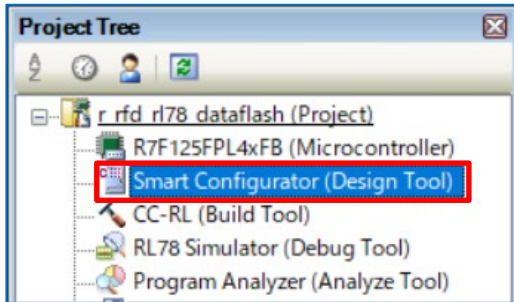 Project Tree
r_rfd_rl78_dataflash (Project)
R7F125FPL4xFB (Microcontroller)
Smart Configurator (Design Tool)
CC-RL (Build Tool)
RL78 Simulator (Debug Tool)
Program Analyzer (Analyze Tool)